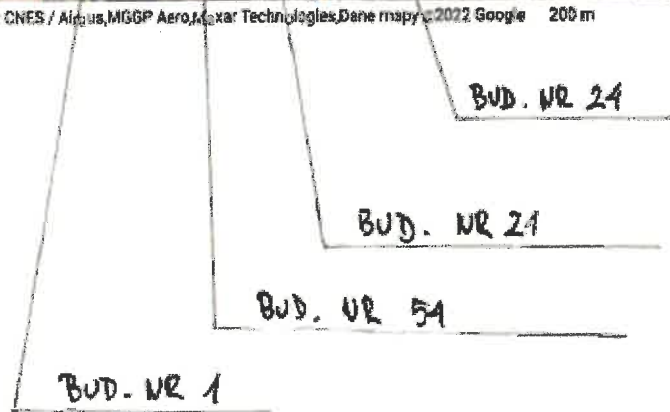 CNES / Airbus,MGGP Aero,Maxar Technologies,Dane mapy ©2022 Google 200 m
BUD. NR 24
BUD. NR 21
BUD. NR 51
BUD. NR 1